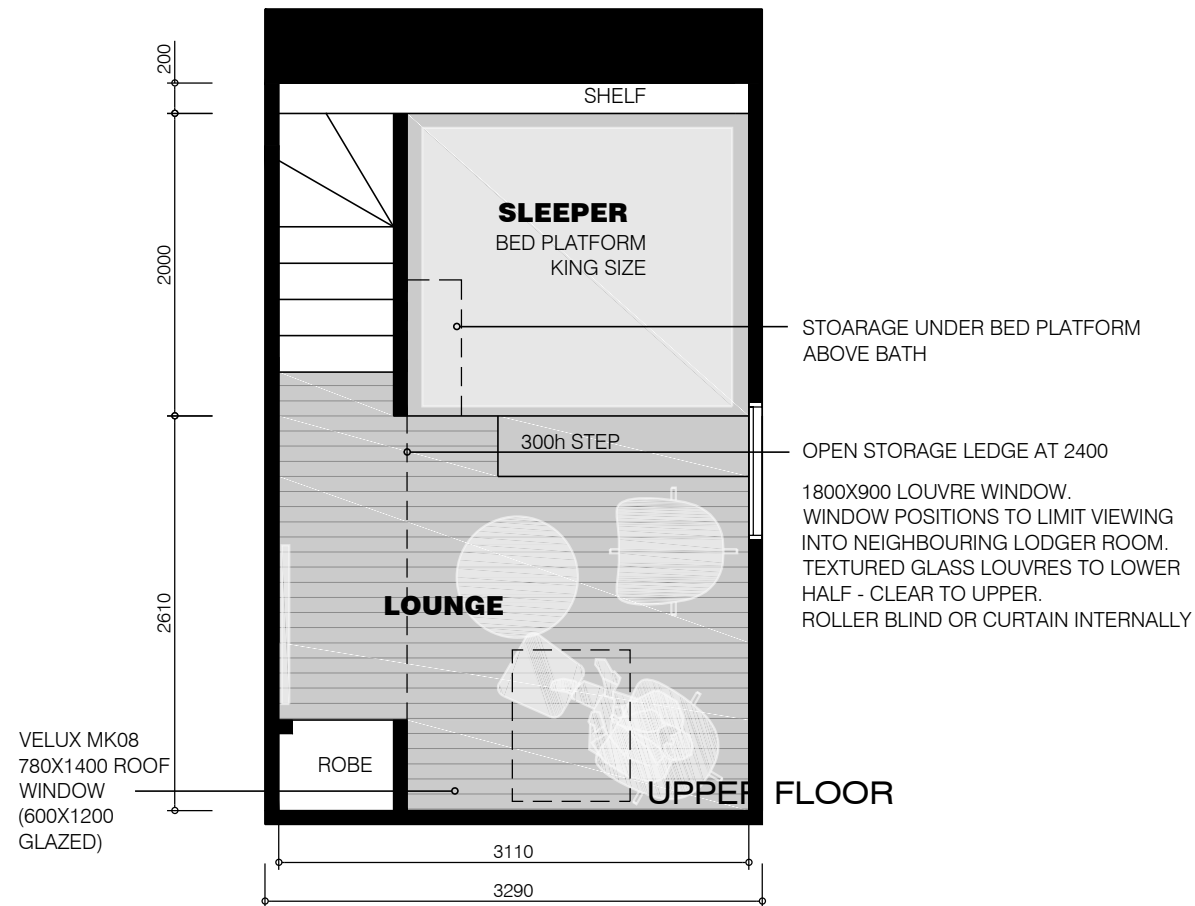 200
SHELF
SLEEPER
BED PLATFORM
KING SIZE
2000
STOARAGE UNDER BED PLATFORM
ABOVE BATH
300h STEP
OPEN STORAGE LEDGE AT 2400
1800X900 LOUVRE WINDOW.
WINDOW POSITIONS TO LIMIT VIEWING
INTO NEIGHBOURING LODGER ROOM.
TEXTURED GLASS LOUVRES TO LOWER
HALF - CLEAR TO UPPER.
ROLLER BLIND OR CURTAIN INTERNALLY
2610
LOUNGE
VELUX MK08
780X1400 ROOF
WINDOW
(600X1200
GLAZED)
ROBE
UPPER FLOOR
3110
3290